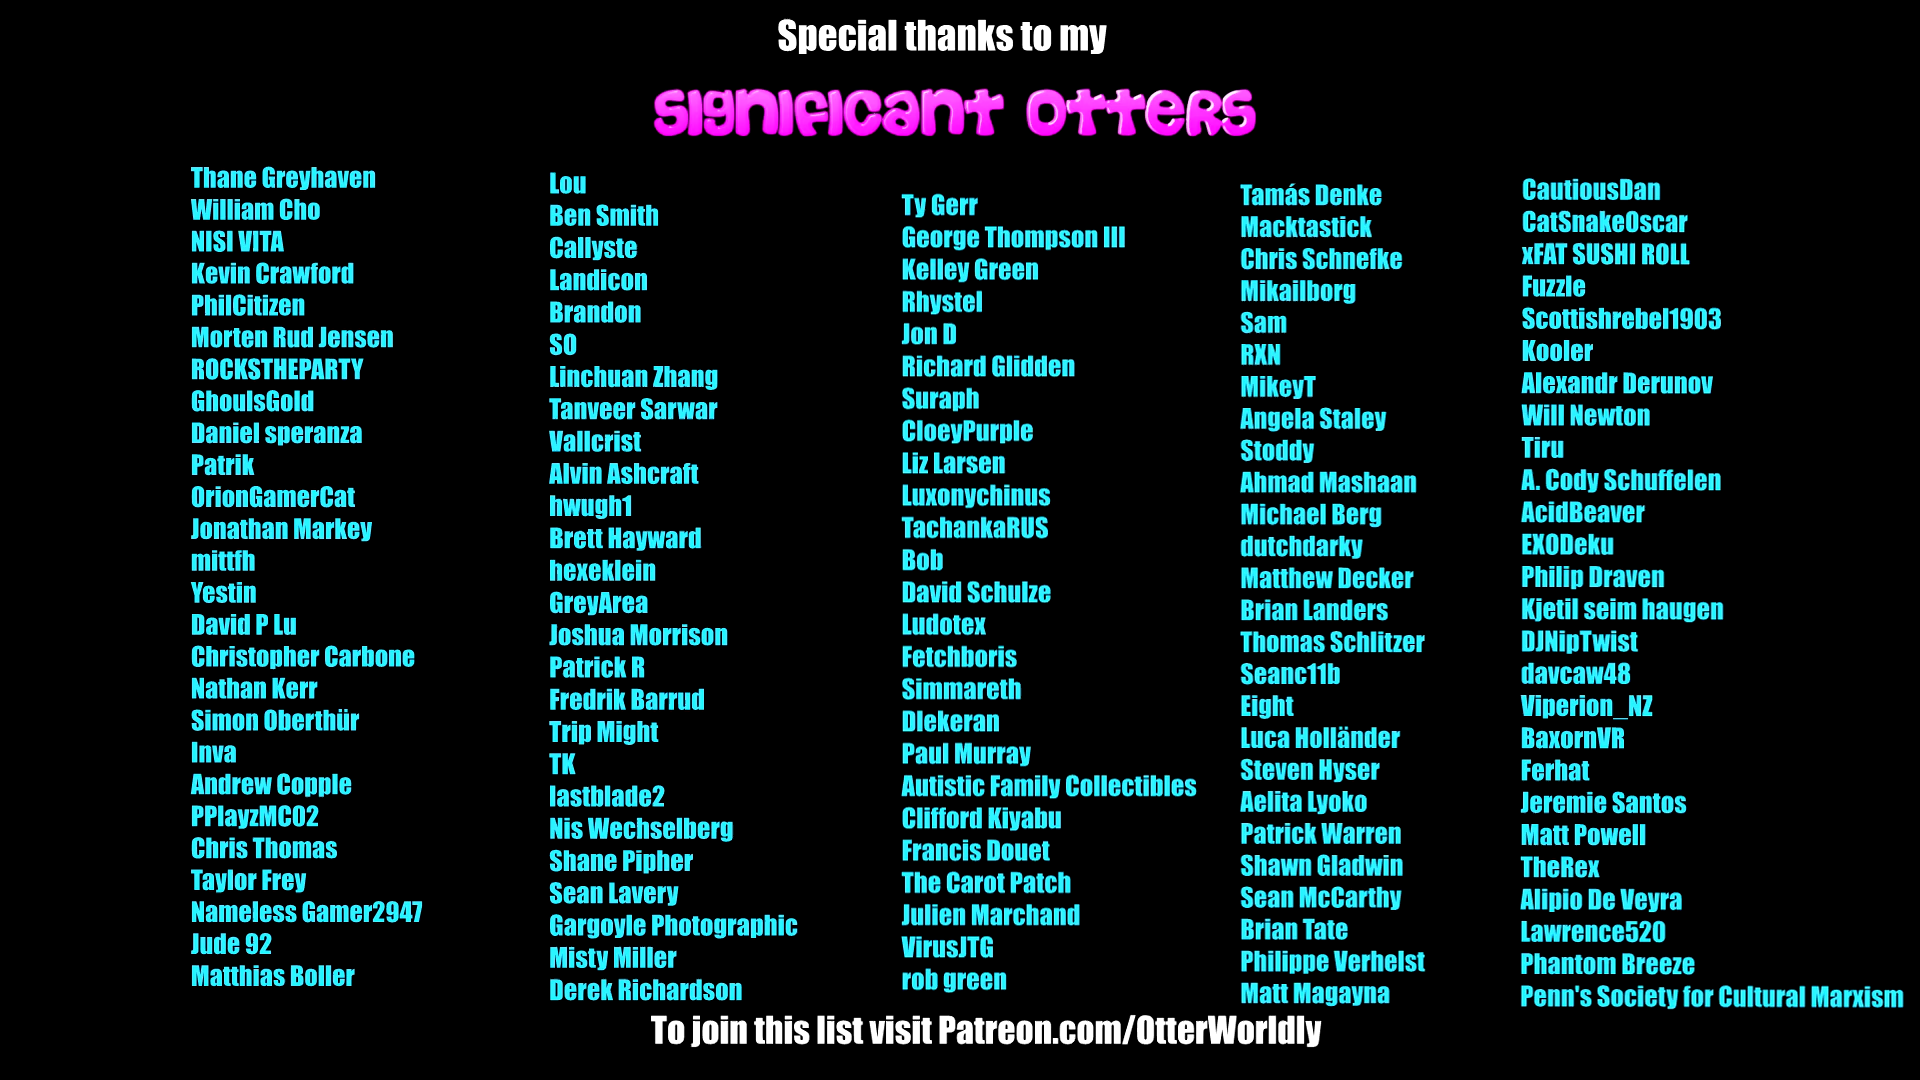 Special thanks to my
Significant Otters
Thane Greyhaven
William Cho
NISI VITA
Kevin Crawford
PhilCitizen
Morten Rud Jensen
ROCKSTHEPARTY
GhoulsGold
Daniel speranza
Patrik
OrionGamerCat
Jonathan Markey
mittfh
Yestin
David P Lu
Christopher Carbone
Nathan Kerr
Simon Oberthür
Inva
Andrew Copple
PPlayzMC02
Chris Thomas
Taylor Frey
Nameless Gamer2947
Jude 92
Matthias Boller
Lou
Ben Smith
Callyste
Landicon
Brandon
SO
Linchuan Zhang
Tanveer Sarwar
Vallcrist
Alvin Ashcraft
hwugh1
Brett Hayward
hexeklein
GreyArea
Joshua Morrison
Patrick R
Fredrik Barrud
Trip Might
TK
lastblade2
Nis Wechselberg
Shane Pipher
Sean Lavery
Gargoyle Photographic
Misty Miller
Derek Richardson
Ty Gerr
George Thompson III
Kelley Green
Rhystel
Jon D
Richard Glidden
Suraph
CloeyPurple
Liz Larsen
Luxonychinus
TachankaRUS
Bob
David Schulze
Ludotex
Fetchboris
Simmareth
Dlekeran
Paul Murray
Autistic Family Collectibles
Clifford Kiyabu
Francis Douet
The Carot Patch
Julien Marchand
VirusJTG
rob green
Tamás Denke
Macktastick
Chris Schnefke
Mikailborg
Sam
RXN
MikeyT
Angela Staley
Stoddy
Ahmad Mashaan
Michael Berg
dutchdarky
Matthew Decker
Brian Landers
Thomas Schlitzer
Seanc11b
Eight
Luca Holländer
Steven Hyser
Aelita Lyoko
Patrick Warren
Shawn Gladwin
Sean McCarthy
Brian Tate
Philippe Verhelst
Matt Magayna
CautiousDan
CatSnakeOscar
xFAT SUSHI ROLL
Fuzzle
Scottishrebel1903
Kooler
Alexandr Derunov
Will Newton
Tiru
A. Cody Schuffelen
AcidBeaver
EXODeku
Philip Draven
Kjetil seim haugen
DJNipTwist
davcaw48
Viperion_NZ
BaxornVR
Ferhat
Jeremie Santos
Matt Powell
TheRex
Alipio De Veyra
Lawrence520
Phantom Breeze
Penn's Society for Cultural Marxism
To join this list visit Patreon.com/OtterWorldly